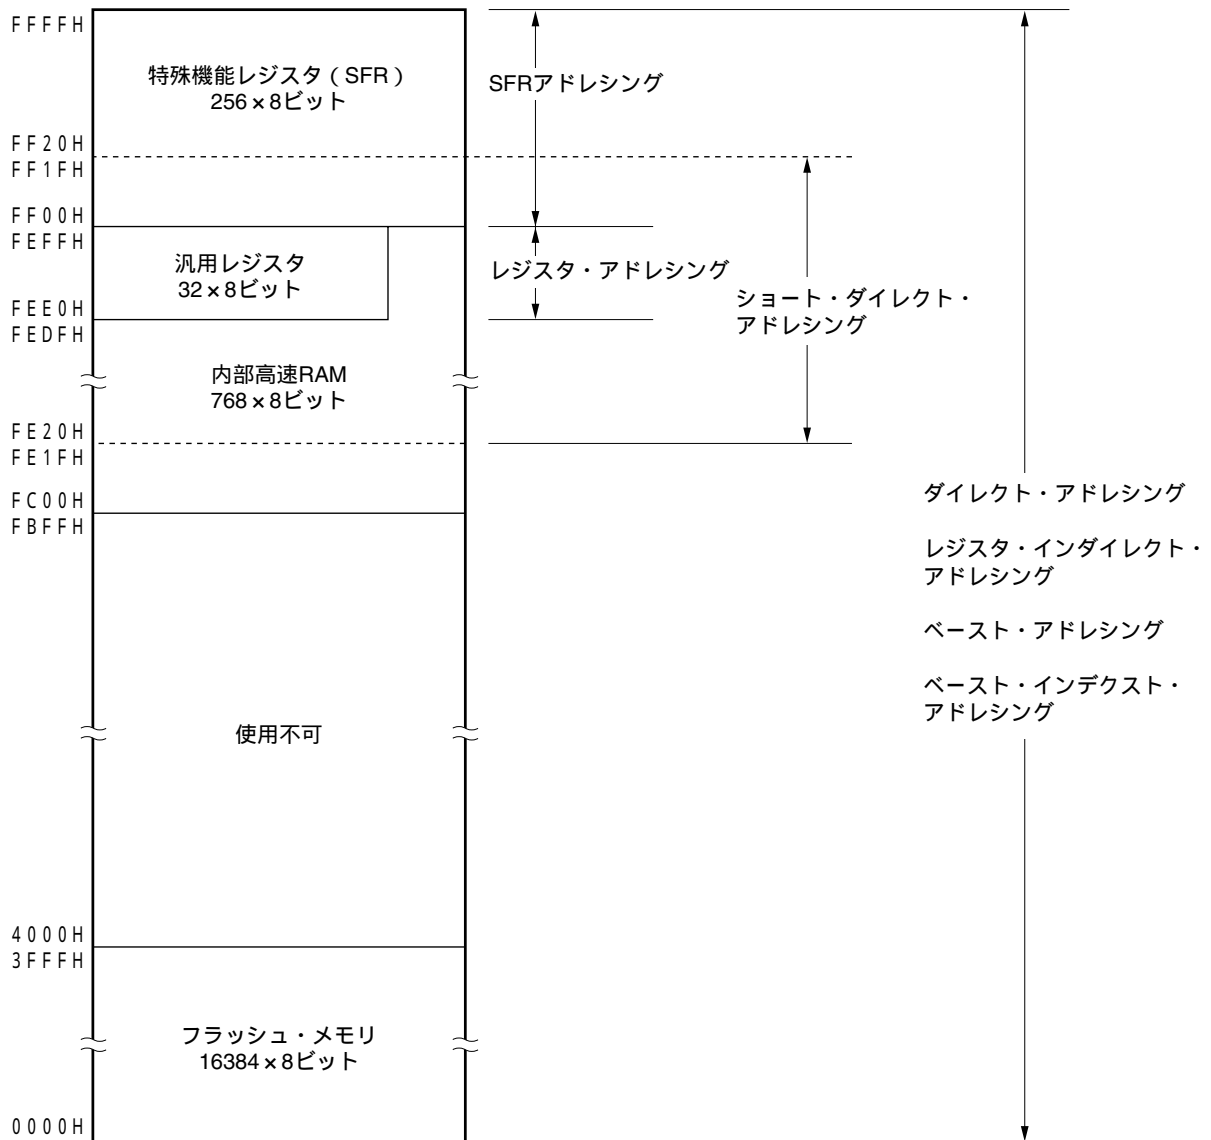 FFFFH
特殊機能レジスタ（SFR）
256×8ビット
SFRアドレシング
FF20H
FF1FH
FF00H
FEFFH
汎用レジスタ
32×8ビット
レジスタ・アドレシング
ショート・ダイレクト・
アドレシング
FEE0H
FEDFH
内部高速RAM
768×8ビット
FE20H
FE1FH
FC00H
FBFFH
ダイレクト・アドレシング
レジスタ・インダイレクト・
アドレシング
ベースト・アドレシング
ベースト・インデクスト・
アドレシング
使用不可
4000H
3FFFH
フラッシュ・メモリ
16384×8ビット
0000H